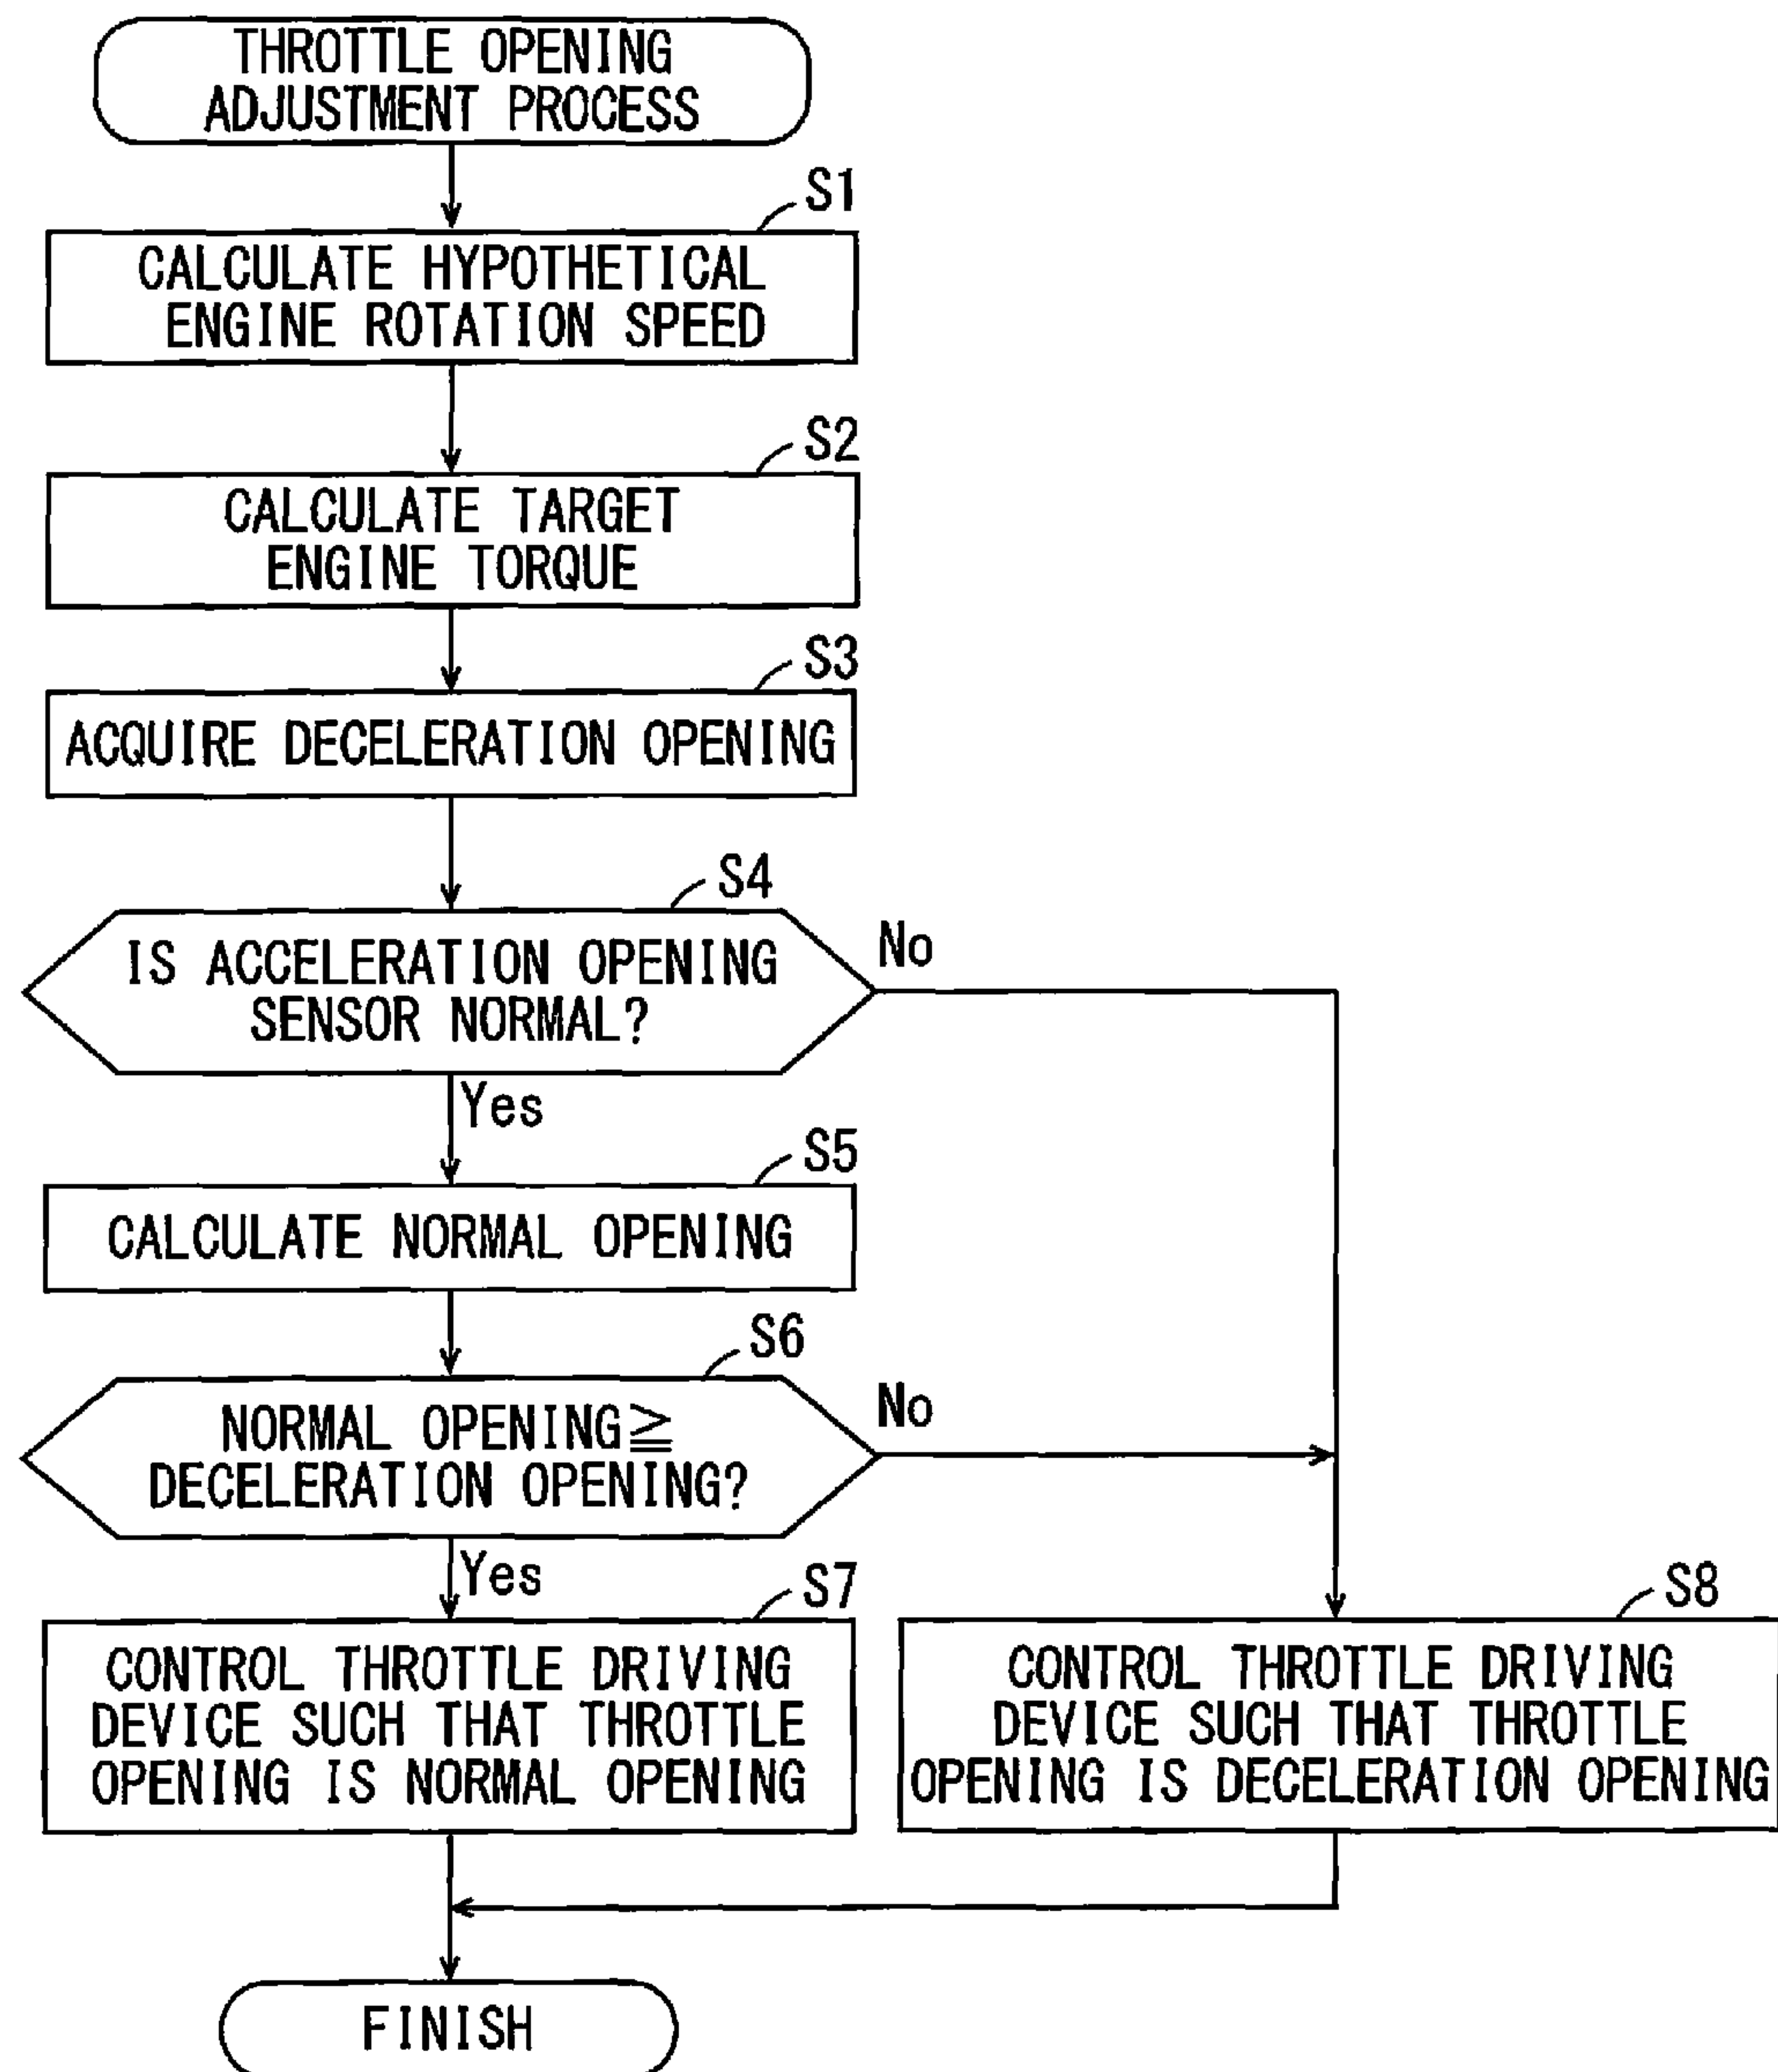 THROTTLE OPENING
ADJUSTMENT PROCESS
S1
CALCULATE HYPOTHETICAL
ENGINE ROTATION SPEED
S2
CALCULATE TARGET
ENGINE TORQUE
S3
ACQUIRE DECELERATION OPENING
S4
IS ACCELERATION OPENING
SENSOR NORMAL?
No
Yes
S5
CALCULATE NORMAL OPENING
S6
NORMAL OPENING≧
DECELERATION OPENING?
No
Yes
S7
CONTROL THROTTLE DRIVING
DEVICE SUCH THAT THROTTLE
OPENING IS NORMAL OPENING
S8
CONTROL THROTTLE DRIVING
DEVICE SUCH THAT THROTTLE
OPENING IS DECELERATION OPENING
FINISH